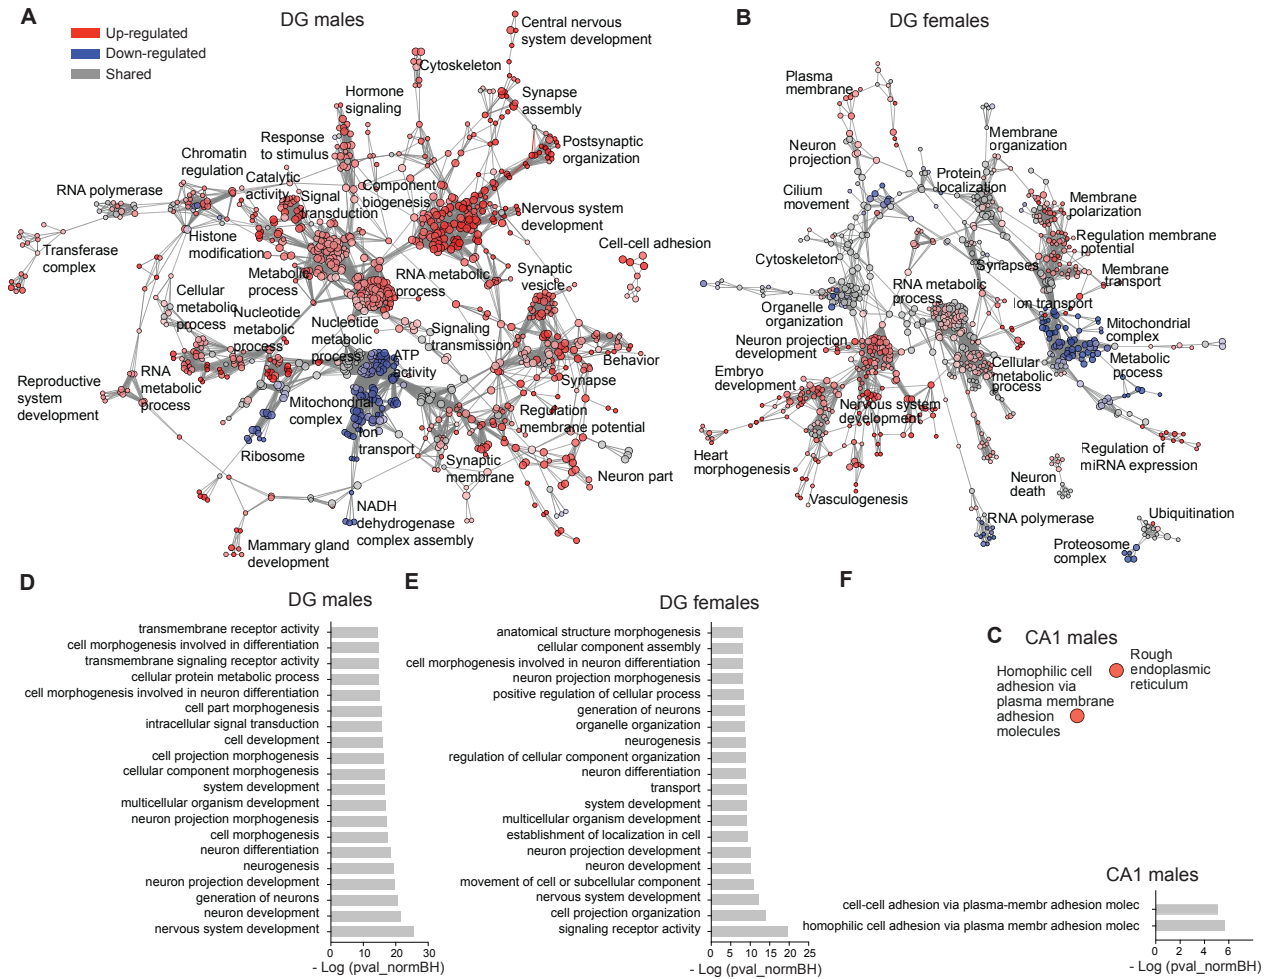 A
DG males
Up-regulated
Down-regulated
Shared
Central nervous
system development
Cytoskeleton
Hormone
signaling
Synapse
assembly
Response
to stimulus
Postsynaptic
organization
Chromatin
regulation
Catalytic
activity
Component
biogenesis
RNA polymerase
Signal
transduction
Nervous system
development
Histone
modification
Transferase
complex
Cell-cell adhesion
Metabolic
process
RNA metabolic
process
Synaptic
vesicle
Cellular
metabolic
process
Nucleotide
metabolic
process
Nucleotide
metabolic
process
Signaling
transmission
ATP
activity
Behavior
RNA
metabolic
process
Reproductive
system
development
Synapse
Mitochondrial
complex
Regulation
membrane potential
Ion
transport
Ribosome
Synaptic
membrane
Neuron part
NADH
dehydrogenase
complex assembly
Mammary gland
development
B
DG females
Plasma
membrane
Membrane
organization
Neuron
projection
Protein
localization
Cilium
movement
Membrane
polarization
Regulation membrane
potential
Cytoskeleton
Synapses
Membrane
transport
RNA metabolic
process
Organelle
organization
Ion transport
Mitochondrial
complex
Neuron projection
development
Metabolic
process
Cellular
metabolic
process
Embryo
development
Nervous system
development
Heart
morphogenesis
Regulation of
miRNA expression
Neuron
death
Vasculogenesis
RNA polymerase
Ubiquitination
Proteosome
complex
D
DG males
transmembrane receptor activity
cell morphogenesis involved in differentiation
transmembrane signaling receptor activity
cellular protein metabolic process
cell morphogenesis involved in neuron differentiation
cell part morphogenesis
intracellular signal transduction
cell development
cell projection morphogenesis
cellular component morphogenesis
system development
multicellular organism development
neuron projection morphogenesis
cell morphogenesis
neuron differentiation
neurogenesis
neuron projection development
generation of neurons
neuron development
nervous system development
0 10 20 30
- Log (pval_normBH)
E
DG females
anatomical structure morphogenesis
cellular component assembly
cell morphogenesis involved in neuron differentiation
neuron projection morphogenesis
positive regulation of cellular process
generation of neurons
organelle organization
neurogenesis
regulation of cellular component organization
neuron differentiation
transport
system development
multicellular organism development
establishment of localization in cell
neuron projection development
neuron development
movement of cell or subcellular component
nervous system development
cell projection organization
signaling receptor activity
0 5 10 15 20 25
- Log (pval_normBH)
F
C
CA1 males
Rough
endoplasmic
reticulum
Homophilic cell
adhesion via
plasma membrane
adhesion
molecules
CA1 males
cell-cell adhesion via plasma-membr adhesion molec
homophilic cell adhesion via plasma membr adhesion molec
0 2 4 6
- Log (pval_normBH)